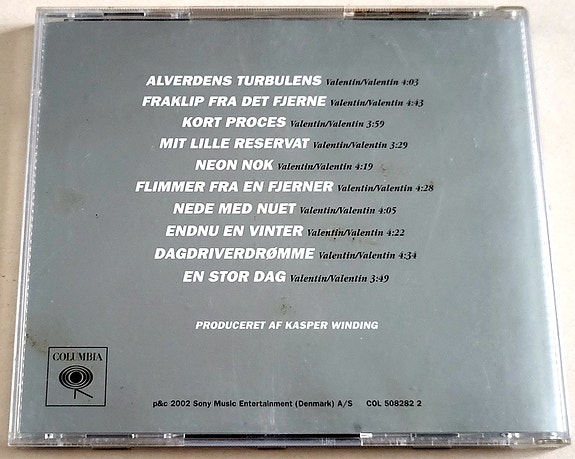 ALVERDENS TURBULENS Valentin/Valentin 4:03
FRAKLIP FRA DET FJERNE Valentin/Valentin 4:43
KORT PROCES Valentin/Valentin 3:59
MIT LILLE RESERVAT Valentin/Valentin 3:29
NEON NOK Valentin/Valentin 4:19
FLIMMER FRA EN FJERNER Valentin/Valentin 4:28
NEDE MED NUET Valentin/Valentin 4:05
ENDNU EN VINTER Valentin/Valentin 4:22
DAGDRIVERDRØMME Valentin/Valentin 4:34
EN STOR DAG Valentin/Valentin 3:49
PRODUCERET AF KASPER WINDING
COLUMBIA
p&c 2002 Sony Music Entertainment (Denmark) A/S COL 508282 2